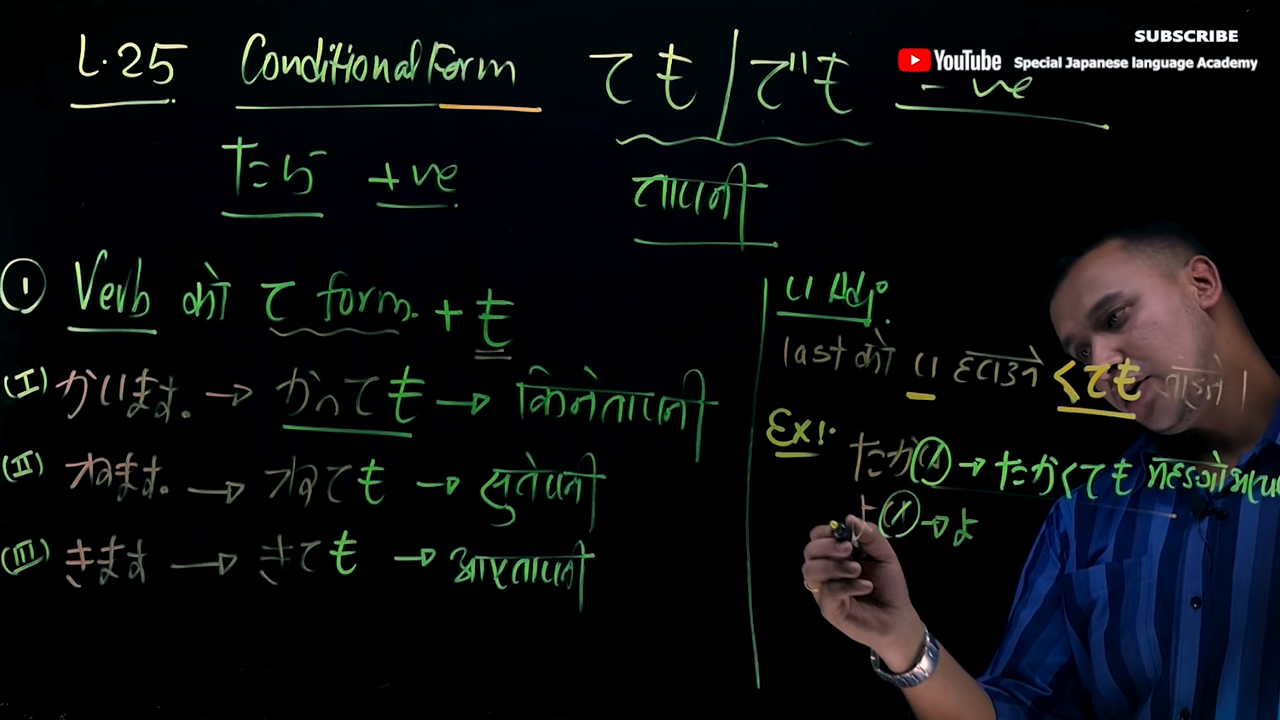 SUBSCRIBE
YouTube Special Japanese language Academy
L.25 Conditional Form ても/でも -ve
たら +ve तापनी
① Verb को て form + も
(I) かいます。 → かって も → किनेतापनी
(II) ねます。 → ねて も → सुतेपनी
(III) きます → きて も → आएतापनी
い Adj.
last को い हटाउने くても जोड्ने।
Ex!.
たかい → たかくても
よい → よ